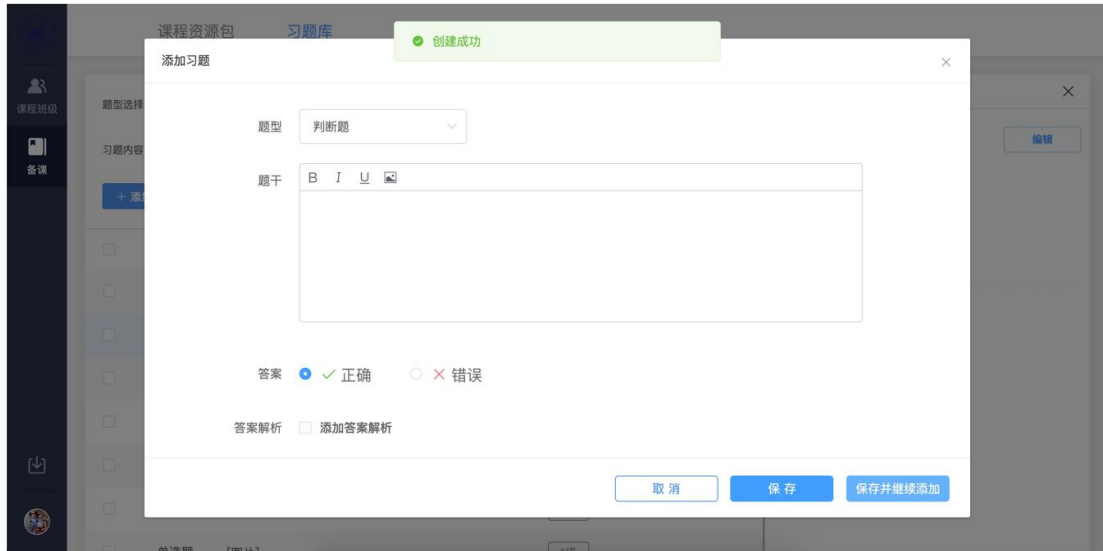 课程资源包 习题库
创建成功
添加习题
课程班级
题型选择
题型 判断题
编辑
习题内容
备课
题干 B I U
+ 添
答案 正确 错误
答案解析 添加答案解析
取 消 保 存 保存并继续添加
单选题 [图片]